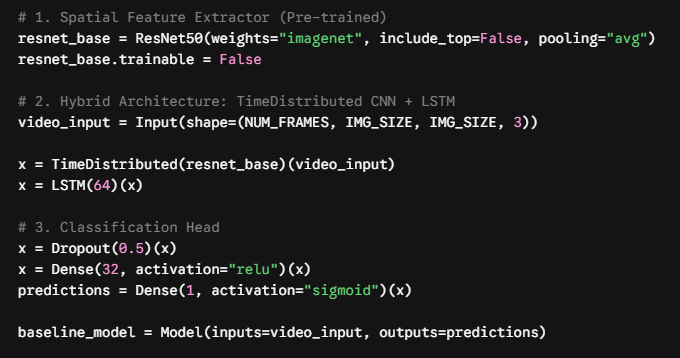 # 1. Spatial Feature Extractor (Pre-trained)
resnet_base = ResNet50(weights="imagenet", include_top=False, pooling="avg")
resnet_base.trainable = False
# 2. Hybrid Architecture: TimeDistributed CNN + LSTM
video_input = Input(shape=(NUM_FRAMES, IMG_SIZE, IMG_SIZE, 3))
x = TimeDistributed(resnet_base)(video_input)
x = LSTM(64)(x)
# 3. Classification Head
x = Dropout(0.5)(x)
x = Dense(32, activation="relu")(x)
predictions = Dense(1, activation="sigmoid")(x)
baseline_model = Model(inputs=video_input, outputs=predictions)